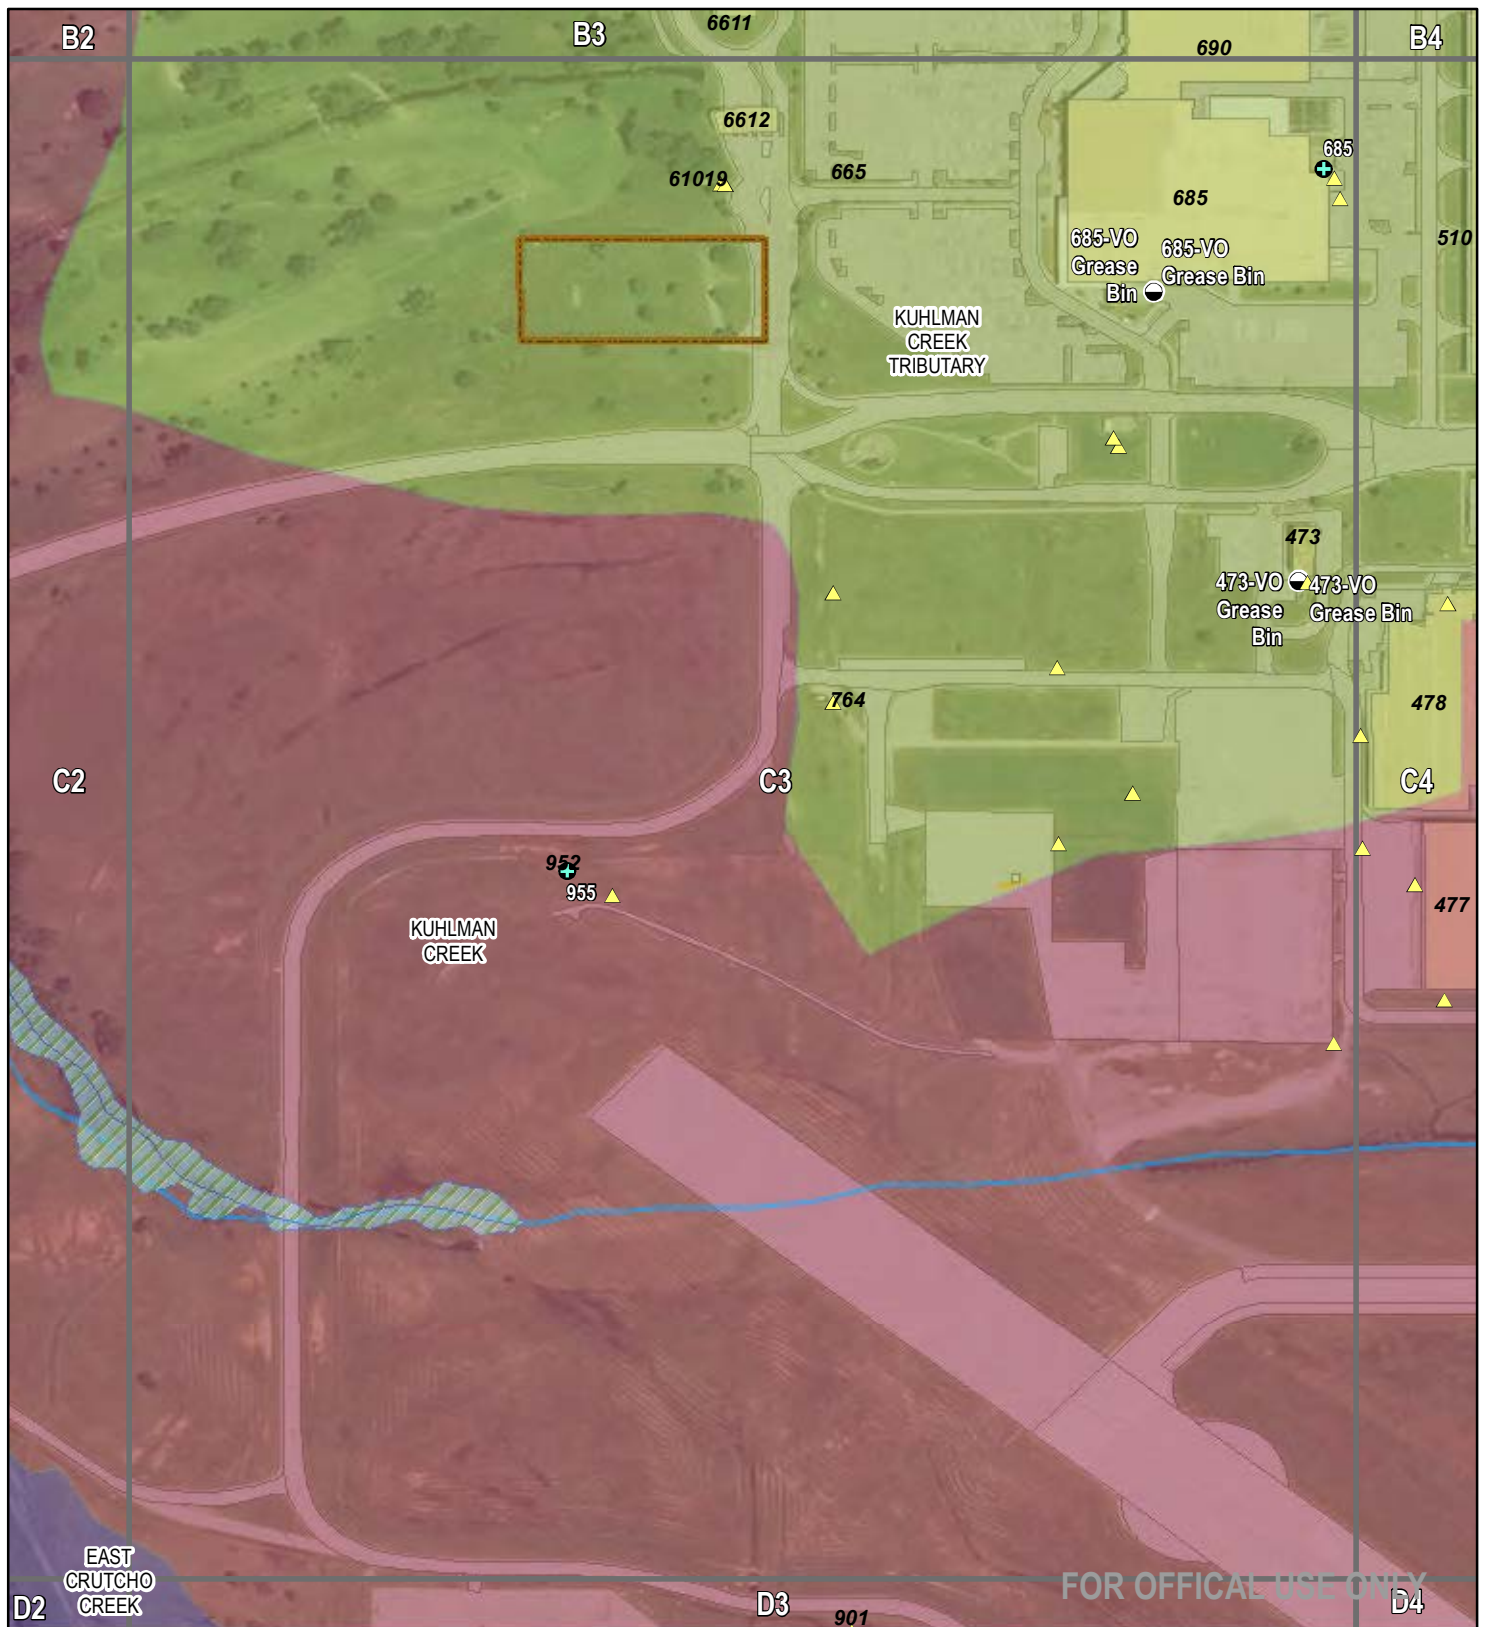 B2
B3
6611
690
B4
6612
685
61019
665
685
510
685-VO
Grease
Bin
685-VO
Grease Bin
KUHLMAN
CREEK
TRIBUTARY
473
473-VO
Grease
Bin
473-VO
Grease Bin
764
478
C2
C3
C4
952
955
477
KUHLMAN
CREEK
EAST
CRUTCHO
CREEK
FOR OFFICAL USE ONLY
D2
D3
D4
901